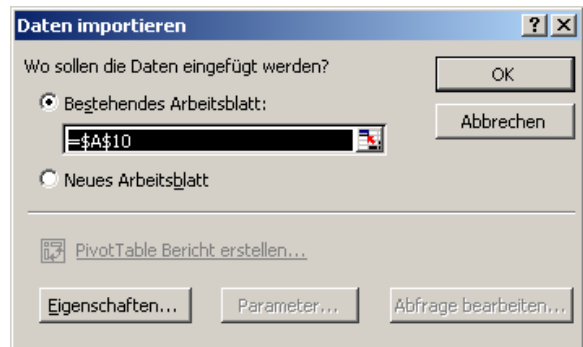 Daten importieren
Wo sollen die Daten eingefügt werden?
OK
Bestehendes Arbeitsblatt:
Abbrechen
=$A$10
Neues Arbeitsblatt
PivotTable Bericht erstellen...
Eigenschaften... Parameter... Abfrage bearbeiten...